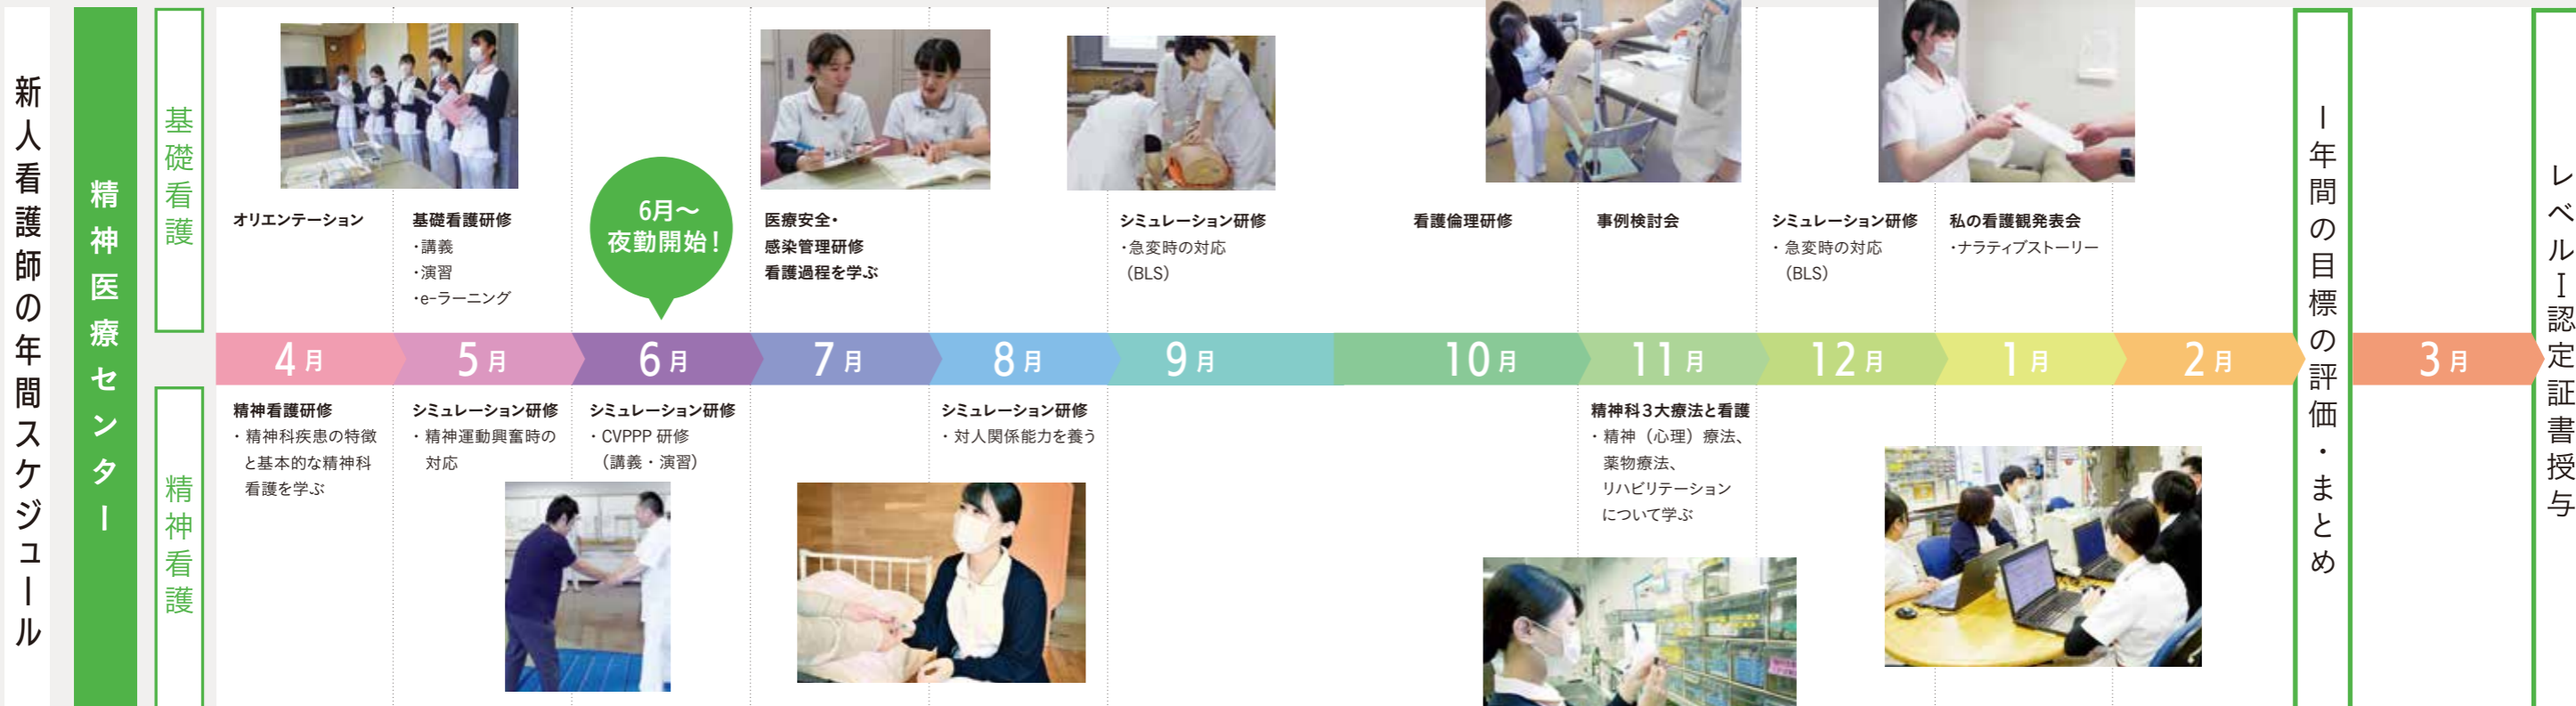 新人看護師の年間スケジュール
精神医療センター
基礎看護
オリエンテーション
基礎看護研修
・講義
・演習
・e-ラーニング
6月～
夜勤開始！
医療安全・
感染管理研修
看護過程を学ぶ
シミュレーション研修
・急変時の対応
（BLS）
看護倫理研修
事例検討会
シミュレーション研修
・急変時の対応
（BLS）
私の看護観発表会
・ナラティブストーリー
4月
5月
6月
7月
8月
9月
10月
11月
12月
1月
2月
3月
精神看護
精神看護研修
・精神科疾患の特徴
と基本的な精神科
看護を学ぶ
シミュレーション研修
・精神運動興奮時の
対応
シミュレーション研修
・CVPPP 研修
（講義・演習）
シミュレーション研修
・対人関係能力を養う
精神科３大療法と看護
・精神（心理）療法、
薬物療法、
リハビリテーション
について学ぶ
1年間の目標の評価・まとめ
レベルⅠ認定証書授与